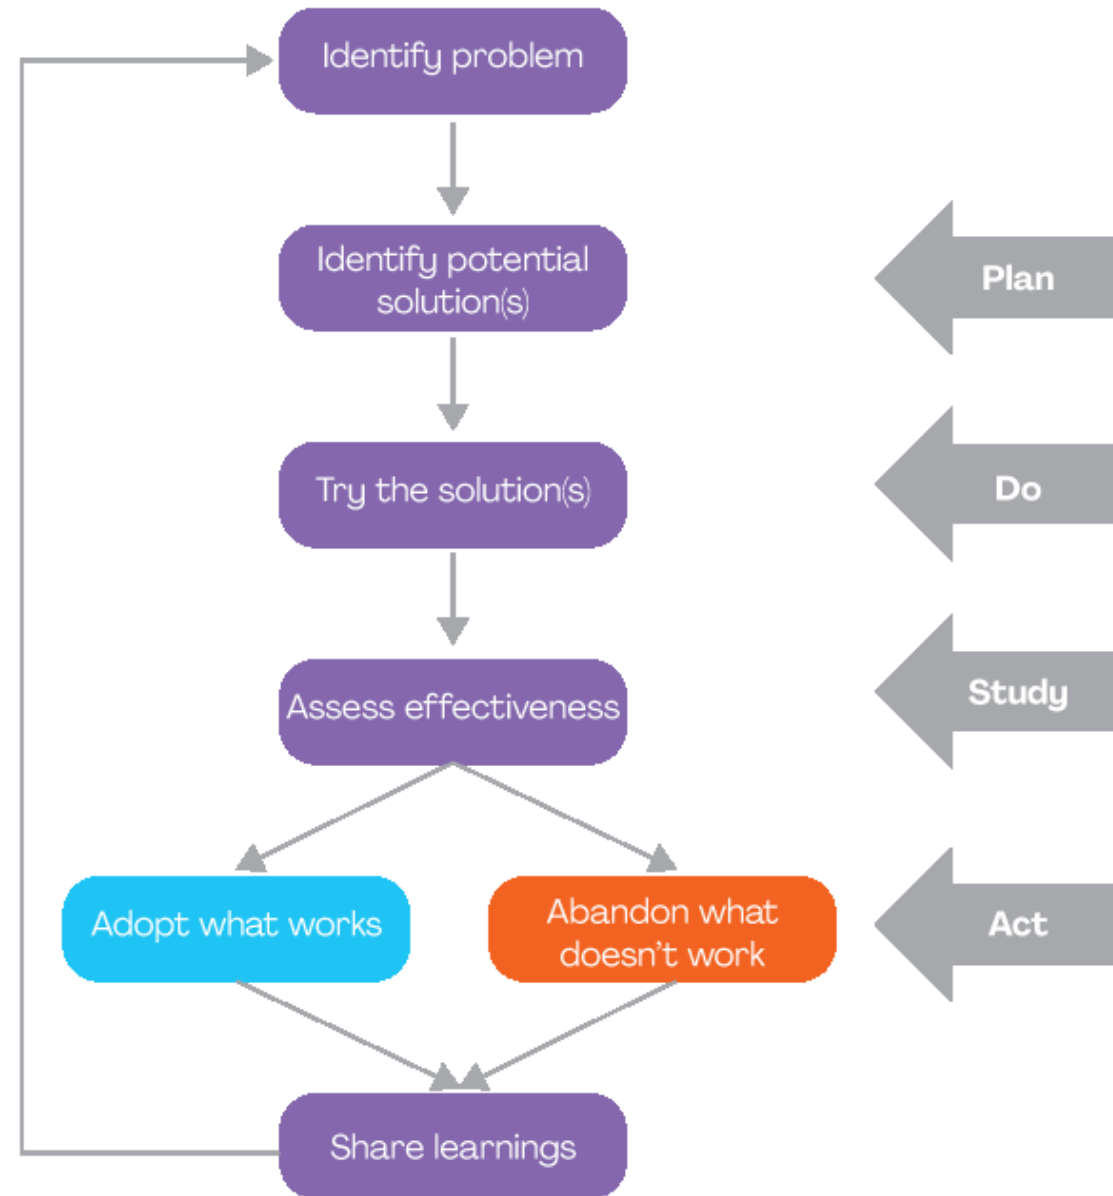 Identify problem
Identify potential
solution(s)
Plan
Try the solution(s)
Do
Assess effectiveness
Study
Adopt what works
Abandon what
doesn't work
Act
Share learnings